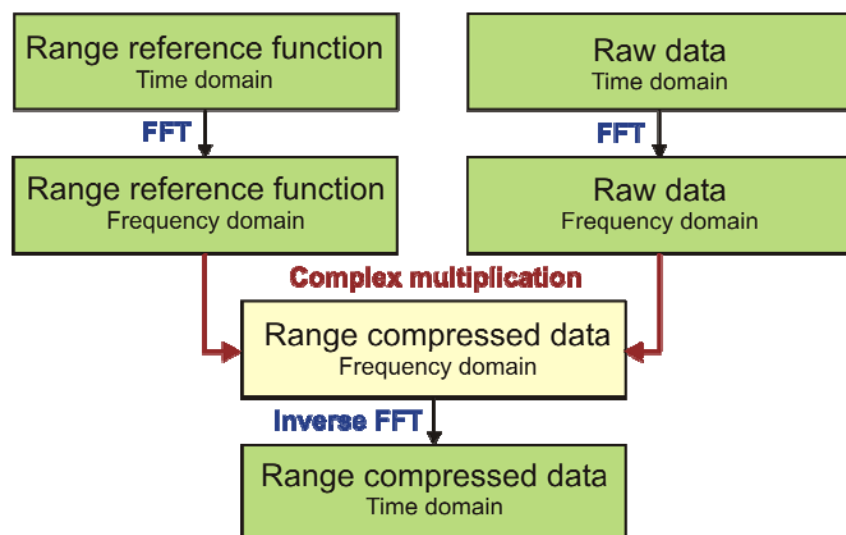 Range reference function
Time domain
Raw data
Time domain
FFT
FFT
Range reference function
Frequency domain
Raw data
Frequency domain
Complex multiplication
Range compressed data
Frequency domain
Inverse FFT
Range compressed data
Time domain